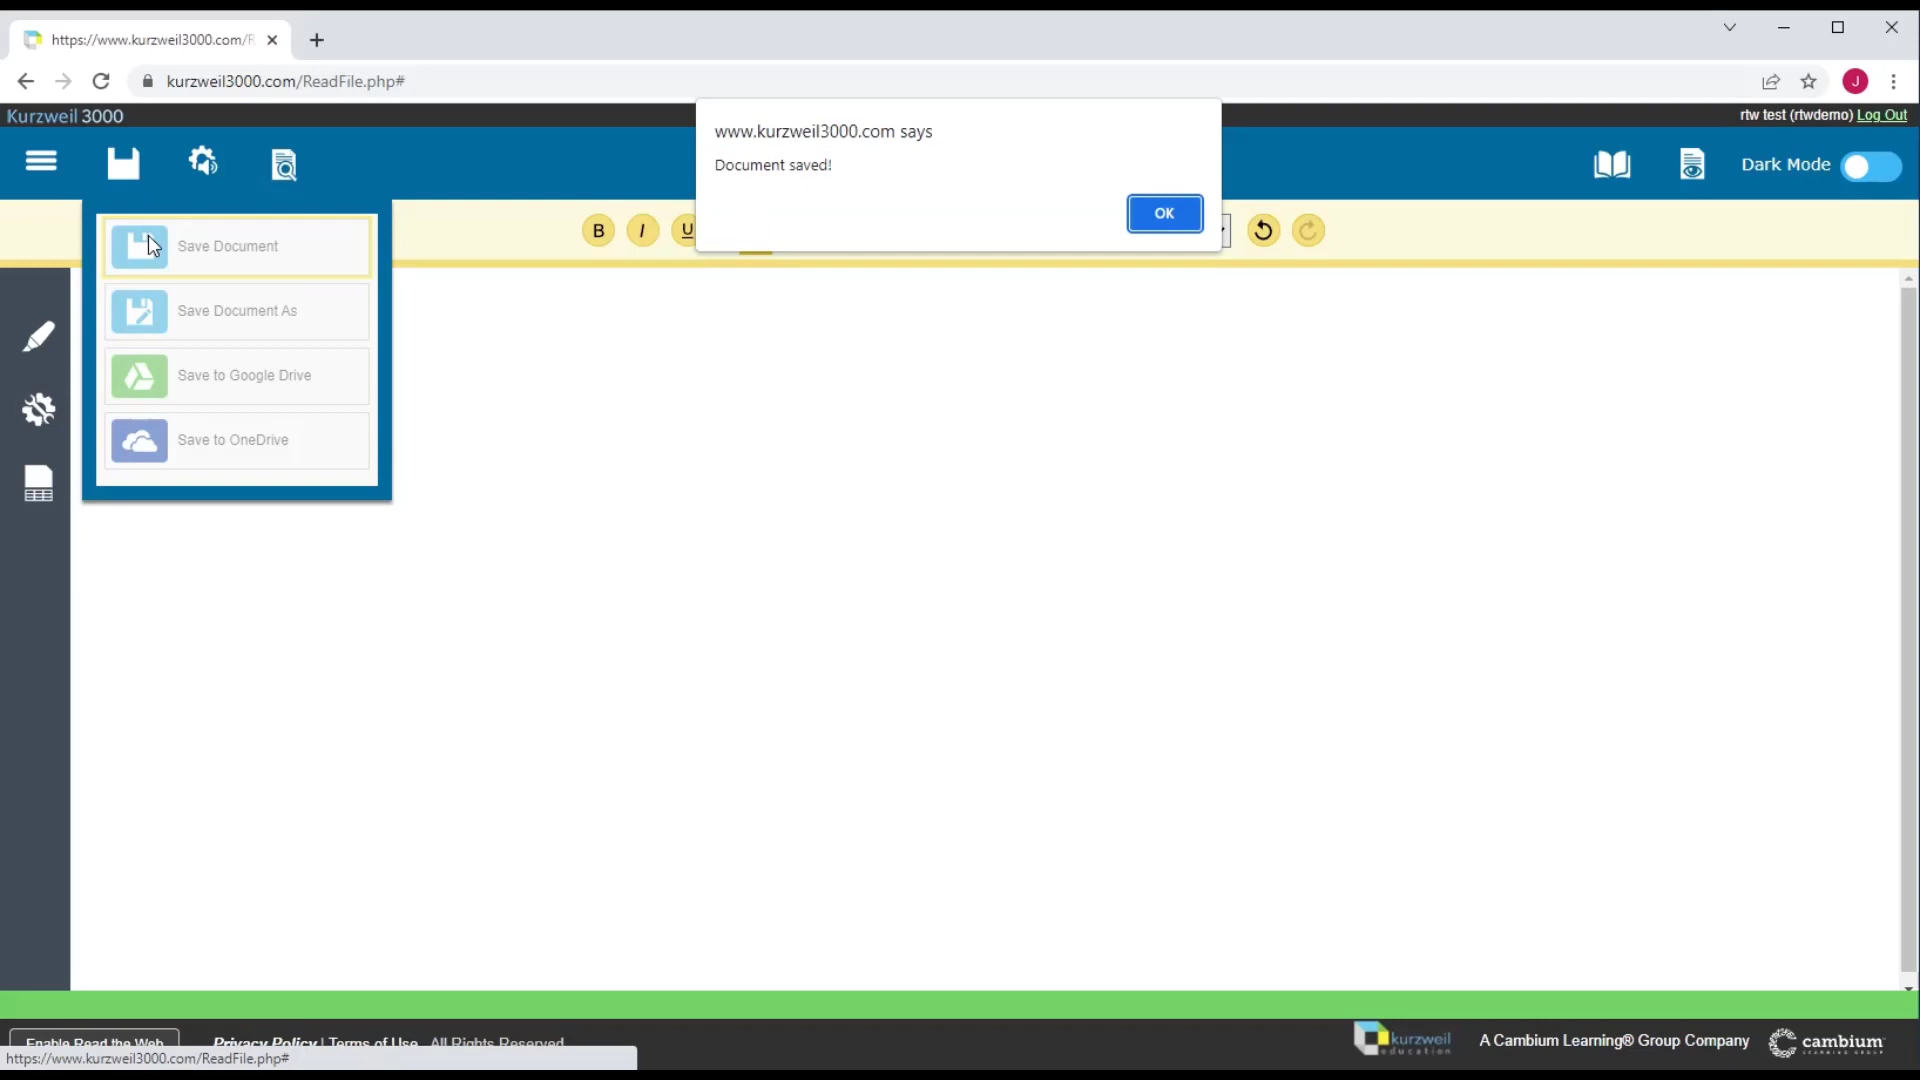 https://www.kurzweil3000.com/R
kurzweil3000.com/ReadFile.php#
J
Kurzweil 3000
rtw test (rtwdemo) Log Out
www.kurzweil3000.com says
Document saved!
OK
Dark Mode
B I U
Save Document
Save Document As
Save to Google Drive
Save to OneDrive
Enable Read the Web
Privacy Policy | Terms of Use All Rights Reserved
https://www.kurzweil3000.com/ReadFile.php#
kurzweil
education
A Cambium Learning® Group Company
cambium
LEARNING GROUP